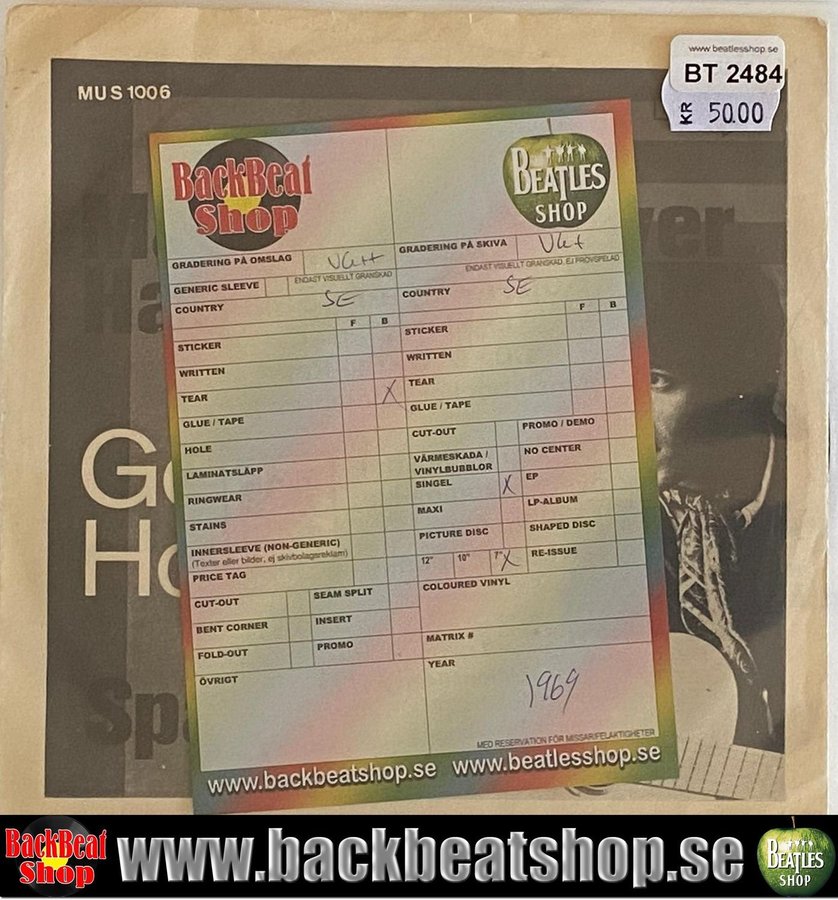 www.beatlesshop.se
BT 2484
KR 50.00
MUS 1006
BackBeat
Shop
BEATLES
SHOP
GRADERING PÅ OMSLAG
GRADERING PÅ SKIVA
ENDAST VISUELLT GRANSKAD
ENDAST VISUELLT GRANSKAD, EJ PROVSPELAD
GENERIC SLEEVE
COUNTRY SE
COUNTRY SE
F B
F B
STICKER
STICKER
WRITTEN
WRITTEN
TEAR X
TEAR
GLUE / TAPE
GLUE / TAPE
HOLE
CUT-OUT
PROMO / DEMO
LAMINATSLÄPP
VÄRMESKADA /
VINYLBUBBLOR
NO CENTER
RINGWEAR
SINGEL X
EP
STAINS
MAXI
LP-ALBUM
INNERSLEEVE (NON-GENERIC)
(Texter eller bilder, ej skivbolagsreklam)
PICTURE DISC
SHAPED DISC
PRICE TAG
12" 10" 7" X
RE-ISSUE
CUT-OUT
SEAM SPLIT
COLOURED VINYL
BENT CORNER
INSERT
FOLD-OUT
PROMO
MATRIX #
ÖVRIGT
YEAR
1969
MED RESERVATION FÖR MISSAR/FELAKTIGHETER
www.backbeatshop.se www.beatlesshop.se
BackBeat
Shop
www.backbeatshop.se
BEATLES
SHOP